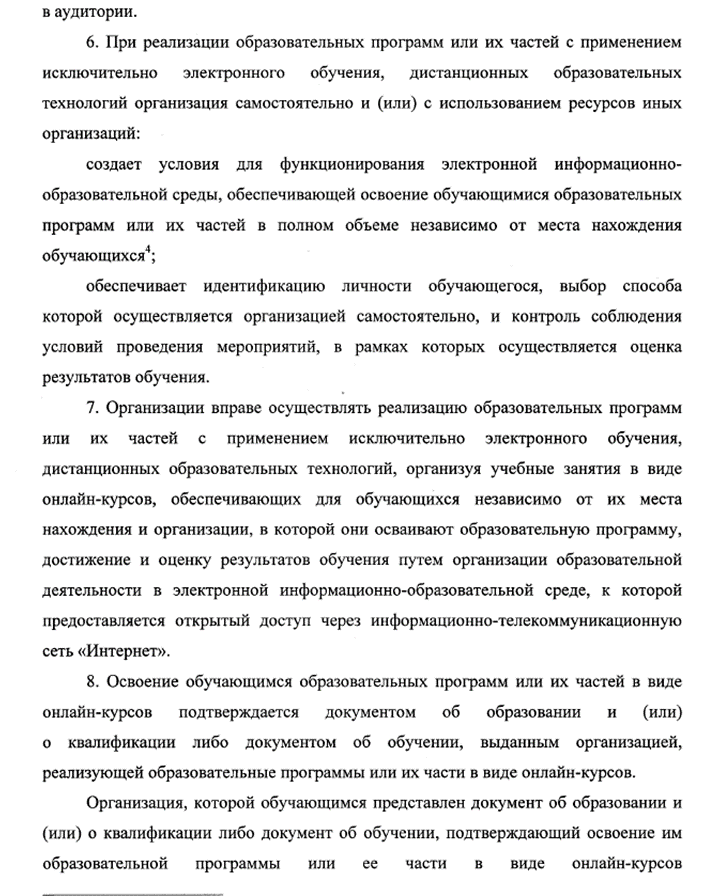 в аудитории.
6. При реализации образовательных программ или их частей с применением
исключительно электронного обучения, дистанционных образовательных
технологий организация самостоятельно и (или) с использованием ресурсов иных
организаций:
создает условия для функционирования электронной информационно-
образовательной среды, обеспечивающей освоение обучающимися образовательных
программ или их частей в полном объеме независимо от места нахождения
обучающихся⁴;
обеспечивает идентификацию личности обучающегося, выбор способа
которой осуществляется организацией самостоятельно, и контроль соблюдения
условий проведения мероприятий, в рамках которых осуществляется оценка
результатов обучения.
7. Организации вправе осуществлять реализацию образовательных программ
или их частей с применением исключительно электронного обучения,
дистанционных образовательных технологий, организуя учебные занятия в виде
онлайн-курсов, обеспечивающих для обучающихся независимо от их места
нахождения и организации, в которой они осваивают образовательную программу,
достижение и оценку результатов обучения путем организации образовательной
деятельности в электронной информационно-образовательной среде, к которой
предоставляется открытый доступ через информационно-телекоммуникационную
сеть «Интернет».
8. Освоение обучающимся образовательных программ или их частей в виде
онлайн-курсов подтверждается документом об образовании и (или)
о квалификации либо документом об обучении, выданным организацией,
реализующей образовательные программы или их части в виде онлайн-курсов.
Организация, которой обучающимся представлен документ об образовании и
(или) о квалификации либо документ об обучении, подтверждающий освоение им
образовательной программы или ее части в виде онлайн-курсов